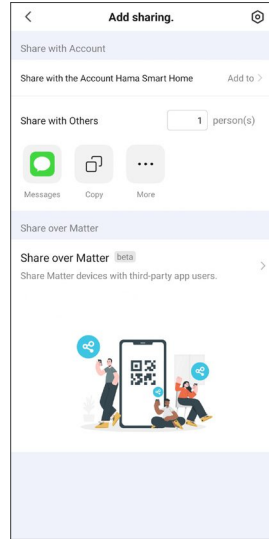 Add sharing.
Share with Account
Share with the Account Hama Smart Home Add to
Share with Others 1 person(s)
Messages Copy More
Share over Matter
Share over Matter beta
Share Matter devices with third-party app users.